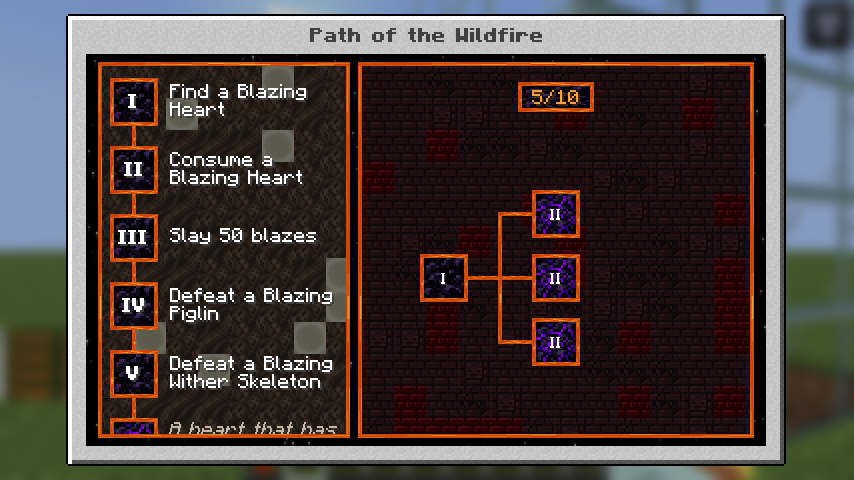 Path of the Wildfire
I
Find a Blazing
Heart
II
Consume a
Blazing Heart
III
Slay 50 blazes
IV
Defeat a Blazing
Piglin
V
Defeat a Blazing
Wither Skeleton
A heart that has
5/10
II
I
II
II